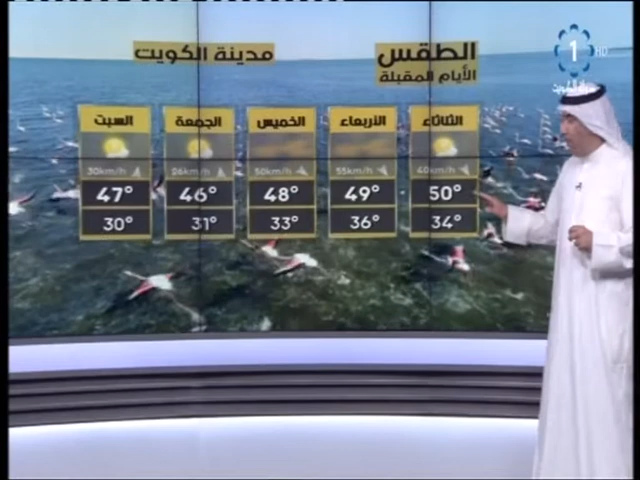 الطقس
الأيام المقبلة
مدينة الكويت
1 HD
الثلاثاء
الأربعاء
الخميس
الجمعة
السبت
40km/h
55km/h
50km/h
26km/h
30km/h
50°
49°
48°
46°
47°
34°
36°
33°
31°
30°